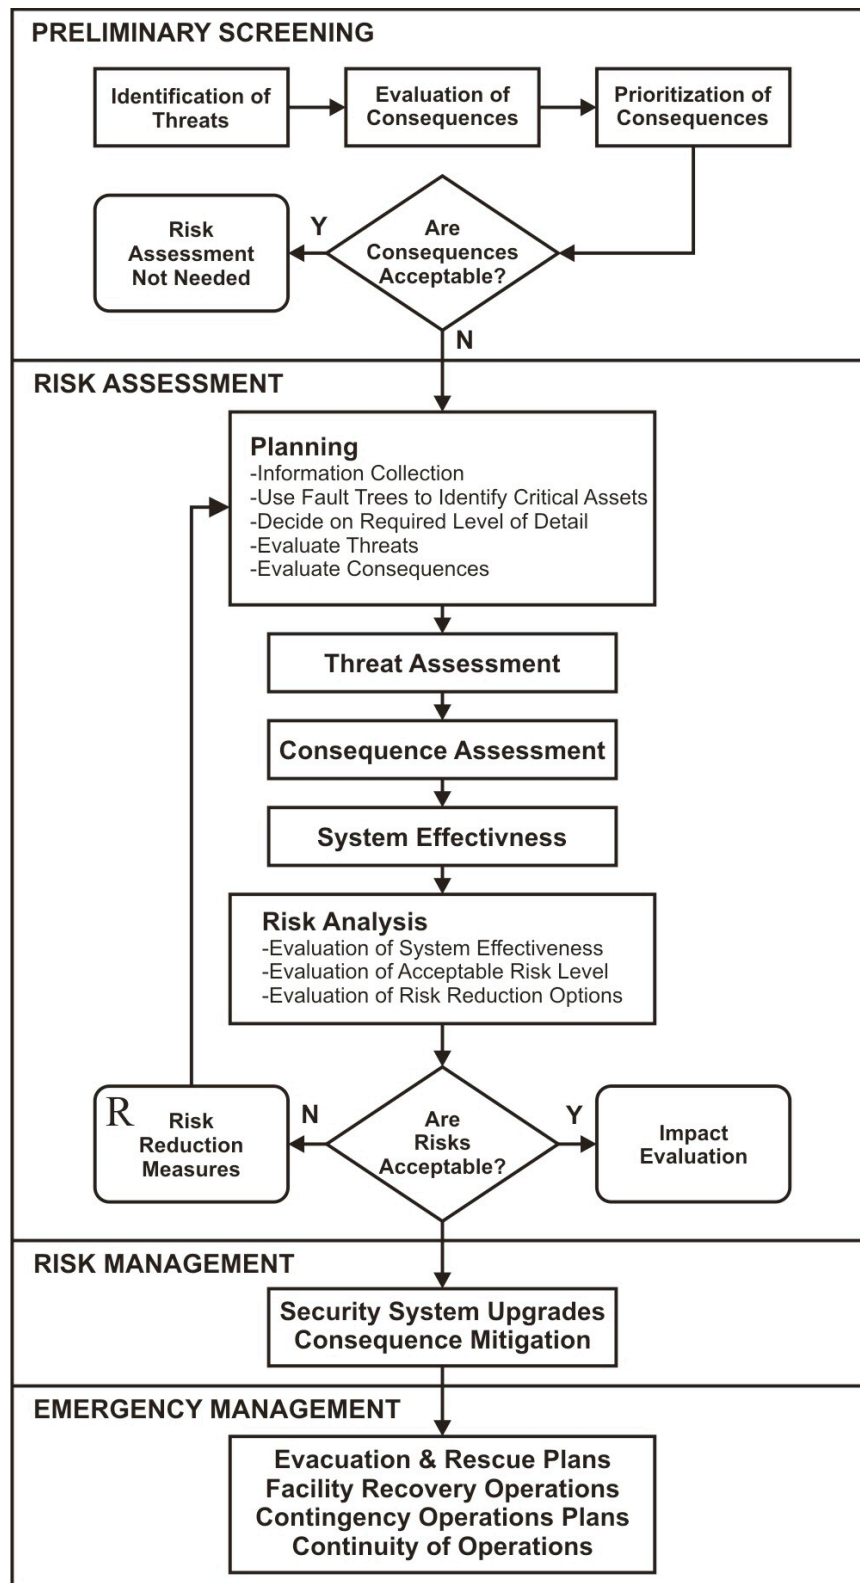 PRELIMINARY SCREENING
Identification of
Threats
Evaluation of
Consequences
Prioritization of
Consequences
Risk
Assessment
Not Needed
Y
Are
Consequences
Acceptable?
N
RISK ASSESSMENT
Planning
-Information Collection
-Use Fault Trees to Identify Critical Assets
-Decide on Required Level of Detail
-Evaluate Threats
-Evaluate Consequences
Threat Assessment
Consequence Assessment
System Effectivness
Risk Analysis
-Evaluation of System Effectiveness
-Evaluation of Acceptable Risk Level
-Evaluation of Risk Reduction Options
R
Risk
Reduction
Measures
N
Are
Risks
Acceptable?
Y
Impact
Evaluation
RISK MANAGEMENT
Security System Upgrades
Consequence Mitigation
EMERGENCY MANAGEMENT
Evacuation & Rescue Plans
Facility Recovery Operations
Contingency Operations Plans
Continuity of Operations